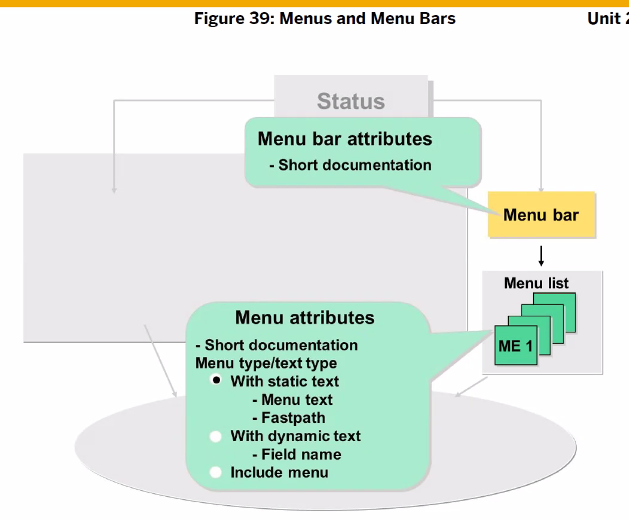 Figure 39: Menus and Menu Bars
Unit 2
Status
Menu bar attributes
- Short documentation
Menu bar
Menu list
ME 1
Menu attributes
- Short documentation
Menu type/text type
With static text
- Menu text
- Fastpath
With dynamic text
- Field name
Include menu